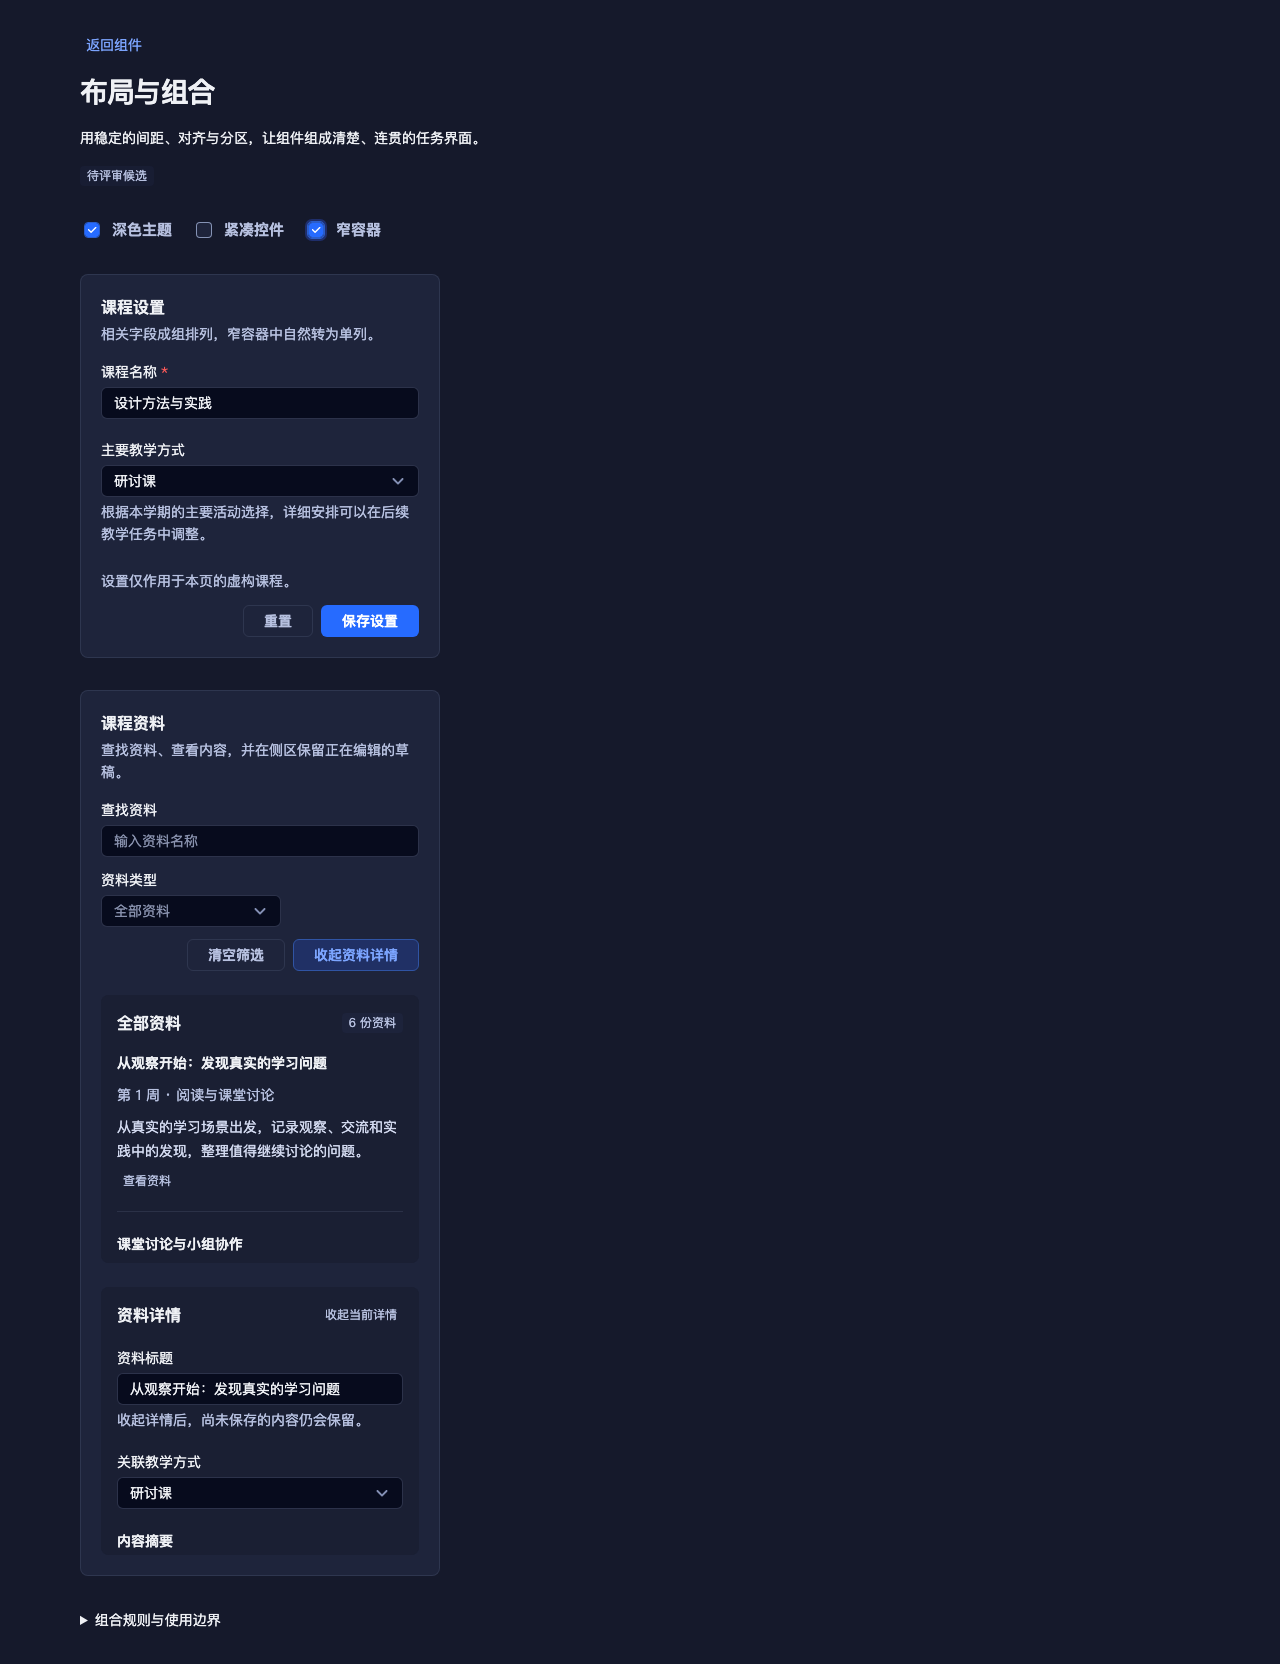 返回组件
布局与组合
用稳定的间距、对齐与分区，让组件组成清楚、连贯的任务界面。
待评审候选
深色主题 紧凑控件 窄容器
课程设置
相关字段成组排列，窄容器中自然转为单列。
课程名称 *
设计方法与实践
主要教学方式
研讨课
根据本学期的主要活动选择，详细安排可以在后续
教学任务中调整。
设置仅作用于本页的虚构课程。
重置 保存设置
课程资料
查找资料、查看内容，并在侧区保留正在编辑的草
稿。
查找资料
输入资料名称
资料类型
全部资料
清空筛选 收起资料详情
全部资料 6 份资料
从观察开始：发现真实的学习问题
第 1 周 · 阅读与课堂讨论
从真实的学习场景出发，记录观察、交流和实
践中的发现，整理值得继续讨论的问题。
查看资料
课堂讨论与小组协作
资料详情 收起当前详情
资料标题
从观察开始：发现真实的学习问题
收起详情后，尚未保存的内容仍会保留。
关联教学方式
研讨课
内容摘要
组合规则与使用边界